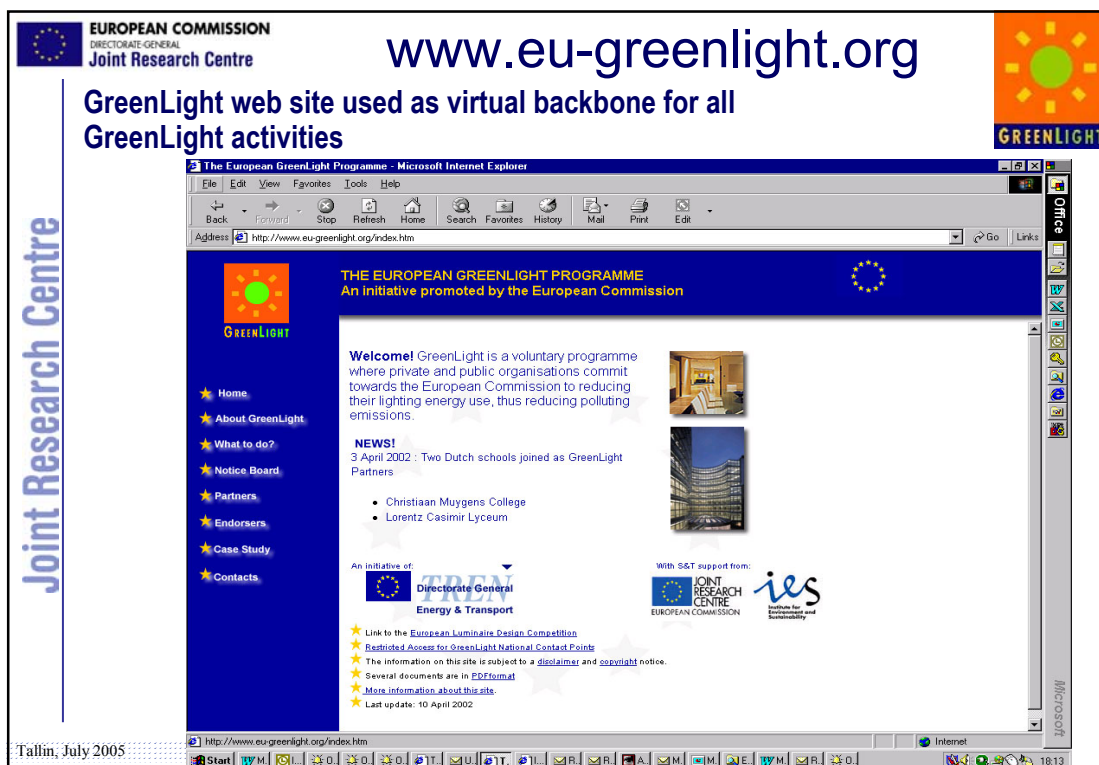 EUROPEAN COMMISSION
DIRECTORATE-GENERAL
Joint Research Centre
www.eu-greenlight.org
GREENLIGHT
GreenLight web site used as virtual backbone for all
GreenLight activities
Joint Research Centre
The European GreenLight Programme - Microsoft Internet Explorer
File Edit View Favorites Tools Help
Back Forward Stop Refresh Home Search Favorites History Mail Print Edit
Address http://www.eu-greenlight.org/index.htm Go Links
Office
THE EUROPEAN GREENLIGHT PROGRAMME
An initiative promoted by the European Commission
GREENLIGHT
Home
About GreenLight
What to do?
Notice Board
Partners
Endorsers
Case Study
Contacts
Welcome! GreenLight is a voluntary programme
where private and public organisations commit
towards the European Commission to reducing
their lighting energy use, thus reducing polluting
emissions.
NEWS!
3 April 2002 : Two Dutch schools joined as GreenLight
Partners
Christiaan Muygens College
Lorentz Casimir Lyceum
An initiative of:
TREN
Directorate General
Energy & Transport
With S&T support from:
JOINT
RESEARCH
CENTRE
EUROPEAN COMMISSION
ies
Institute for
Environment and
Sustainability
Link to the European Luminaire Design Competition
Restricted Access for GreenLight National Contact Points
The information on this site is subject to a disclaimer and copyright notice.
Several documents are in PDFformat
More information about this site.
Last update: 10 April 2002
Microsoft
http://www.eu-greenlight.org/index.htm Internet
Start M. I... 0. 0. 0. T.. U. T. I... R. R. A. M. M. E.. M. R. 0. 18:13
Tallin, July 2005